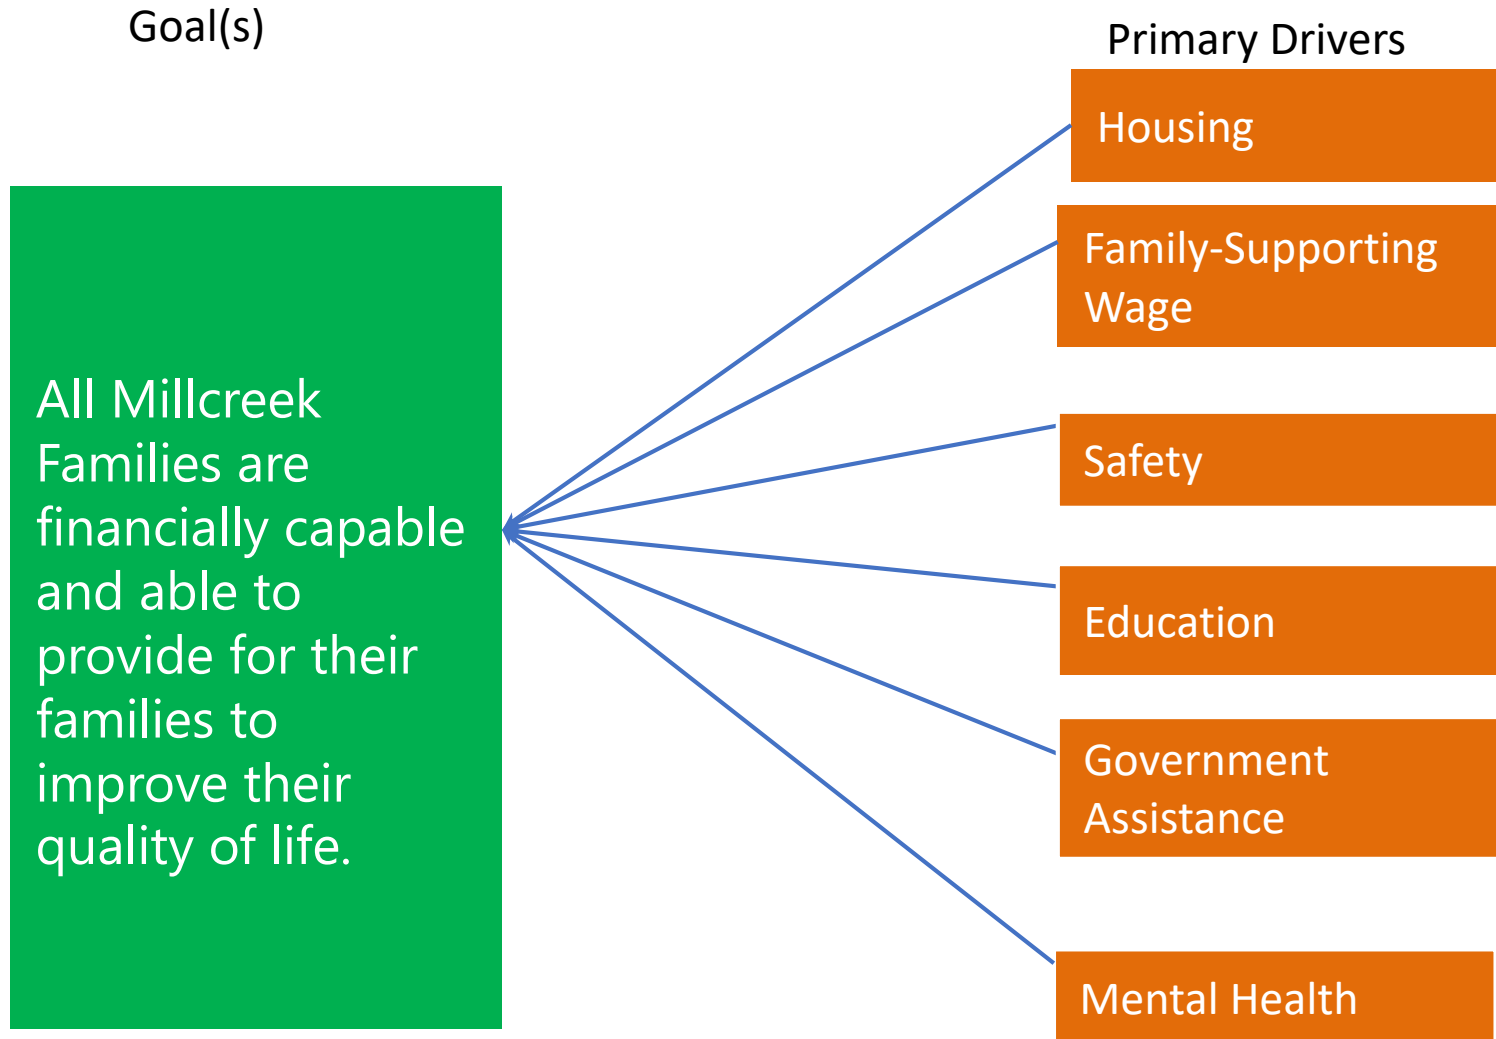 Goal(s)
All Millcreek
Families are
financially capable
and able to
provide for their
families to
improve their
quality of life.
Primary Drivers
Housing
Family-Supporting
Wage
Safety
Education
Government
Assistance
Mental Health